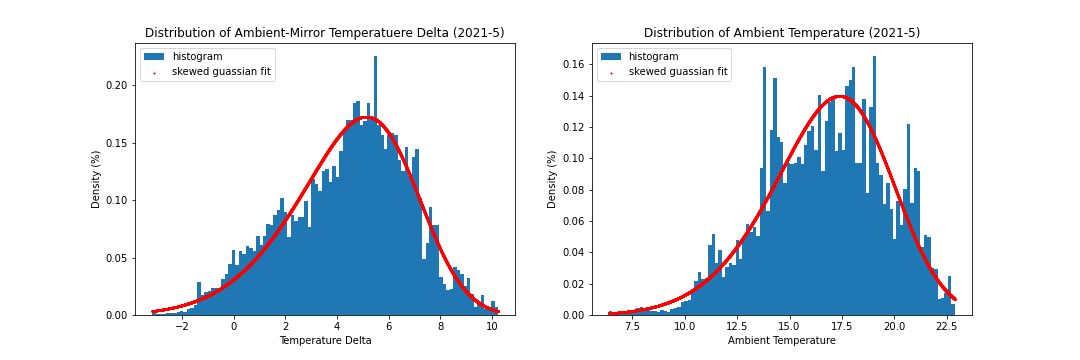 Distribution of Ambient-Mirror Temperatuere Delta (2021-5)
histogram
skewed guassian fit
Density (%)
0.20
0.15
0.10
0.05
0.00
−2
0
2
4
6
8
10
Temperature Delta
Distribution of Ambient Temperature (2021-5)
histogram
skewed guassian fit
Density (%)
0.16
0.14
0.12
0.10
0.08
0.06
0.04
0.02
0.00
7.5
10.0
12.5
15.0
17.5
20.0
22.5
Ambient Temperature